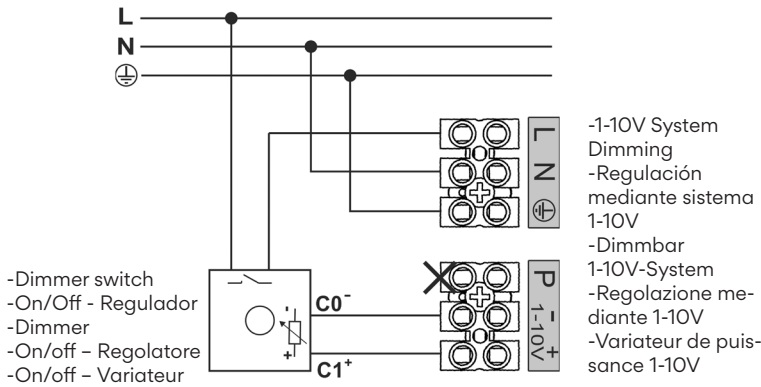 L
N
L
N
-1-10V System
Dimming
-Regulación
mediante sistema
1-10V
-Dimmbar
1-10V-System
-Regolazione me-
diante 1-10V
-Variateur de puis-
sance 1-10V
-Dimmer switch
-On/Off - Regulador
-Dimmer
-On/off – Regolatore
-On/off – Variateur
-
+
C0-
C1+
P
- +
1-10V